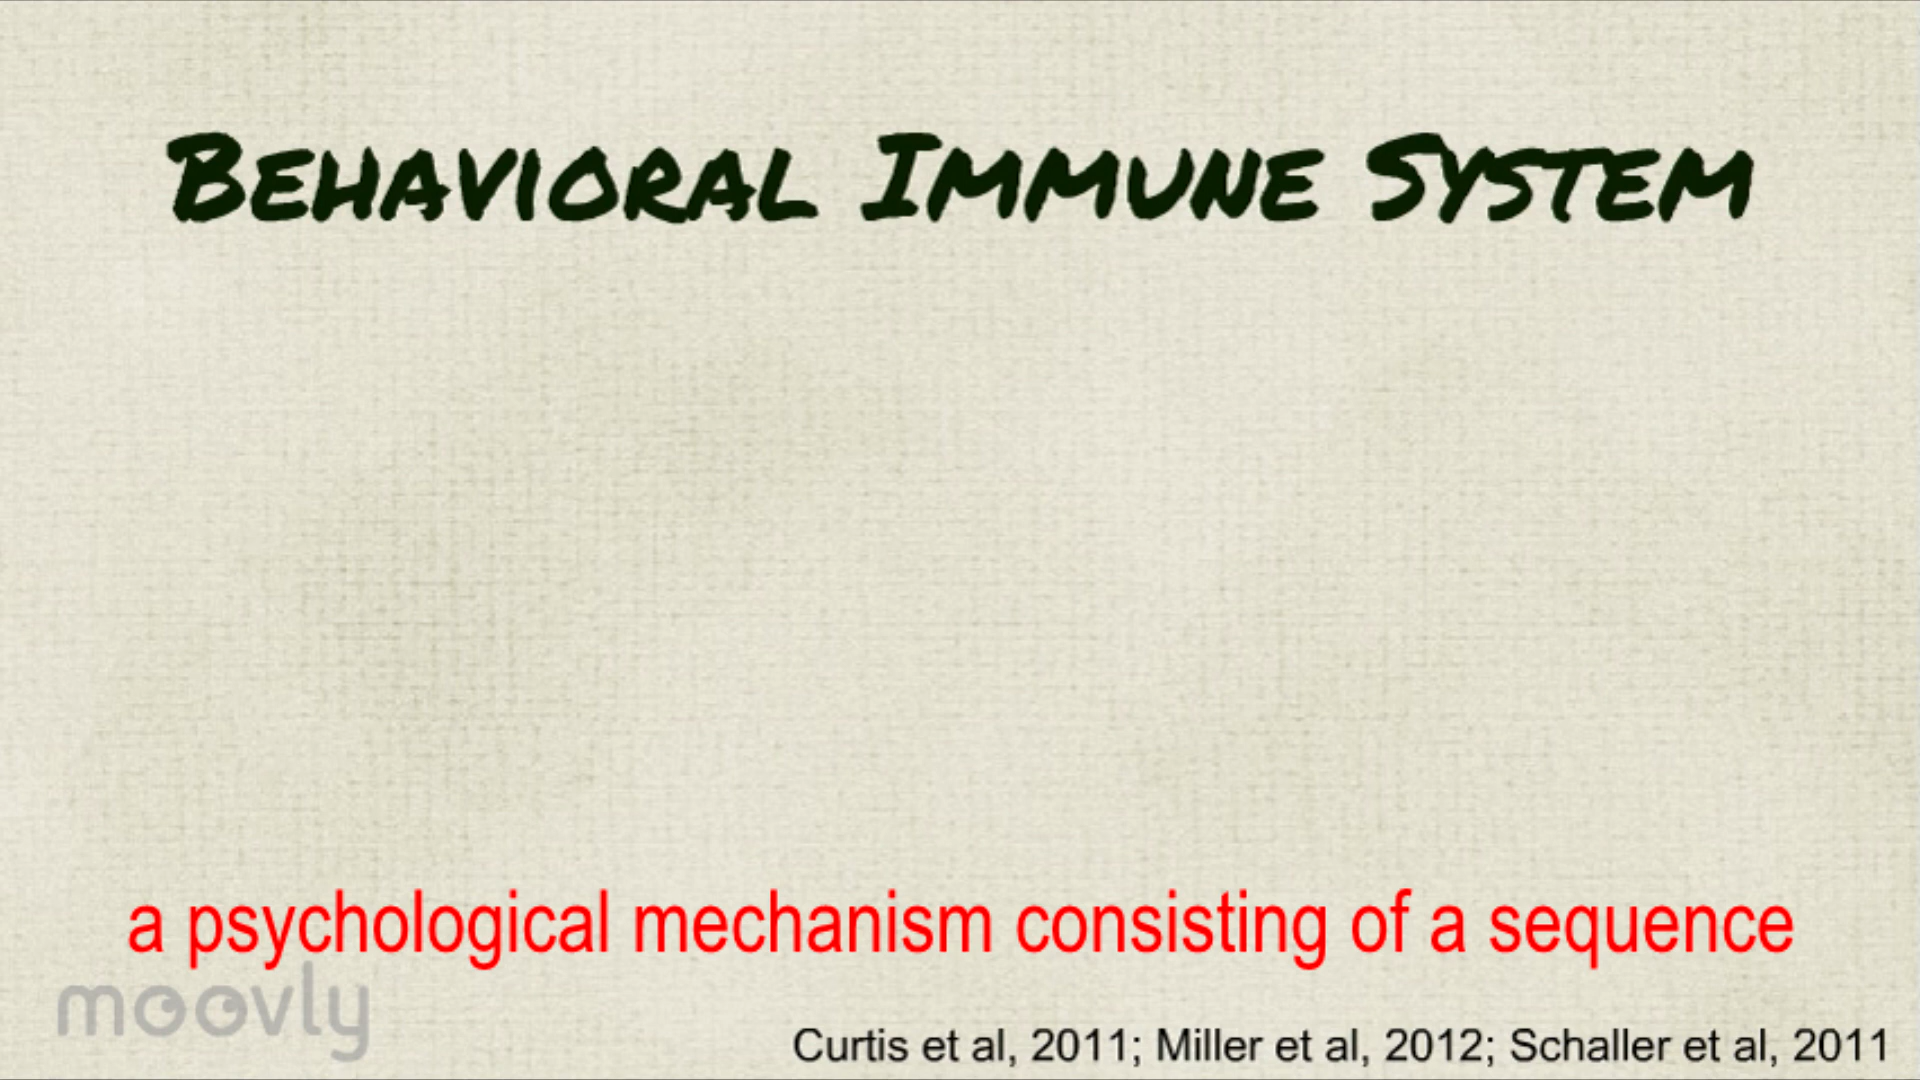 Behavioral Immune System
a psychological mechanism consisting of a sequence
moovly
Curtis et al, 2011; Miller et al, 2012; Schaller et al, 2011